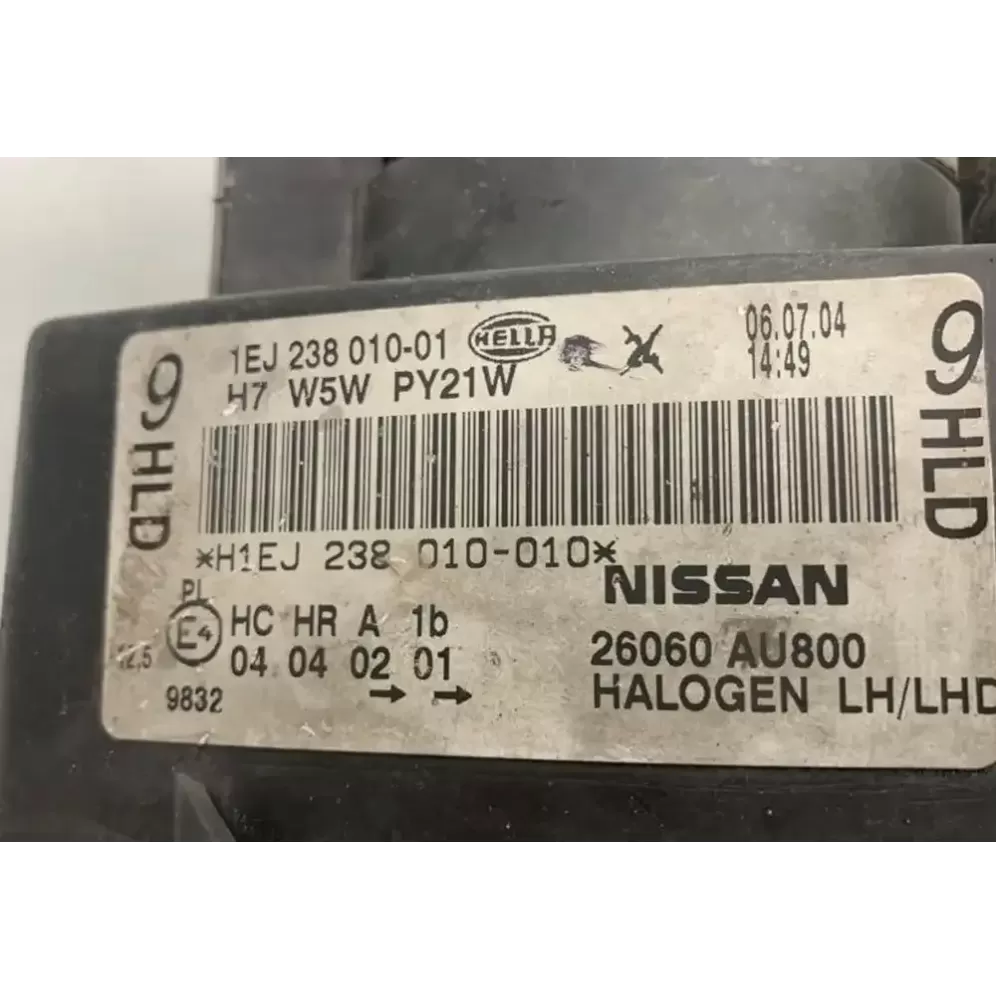 9 HLD
1EJ 238 010-01
HELLA
06.07.04
14:49
H7 W5W PY21W
*H1EJ 238 010-010*
PL
E4
12,5
HC HR A 1b
04 04 02 01
9832
NISSAN
26060 AU800
HALOGEN LH/LHD
9 HLD